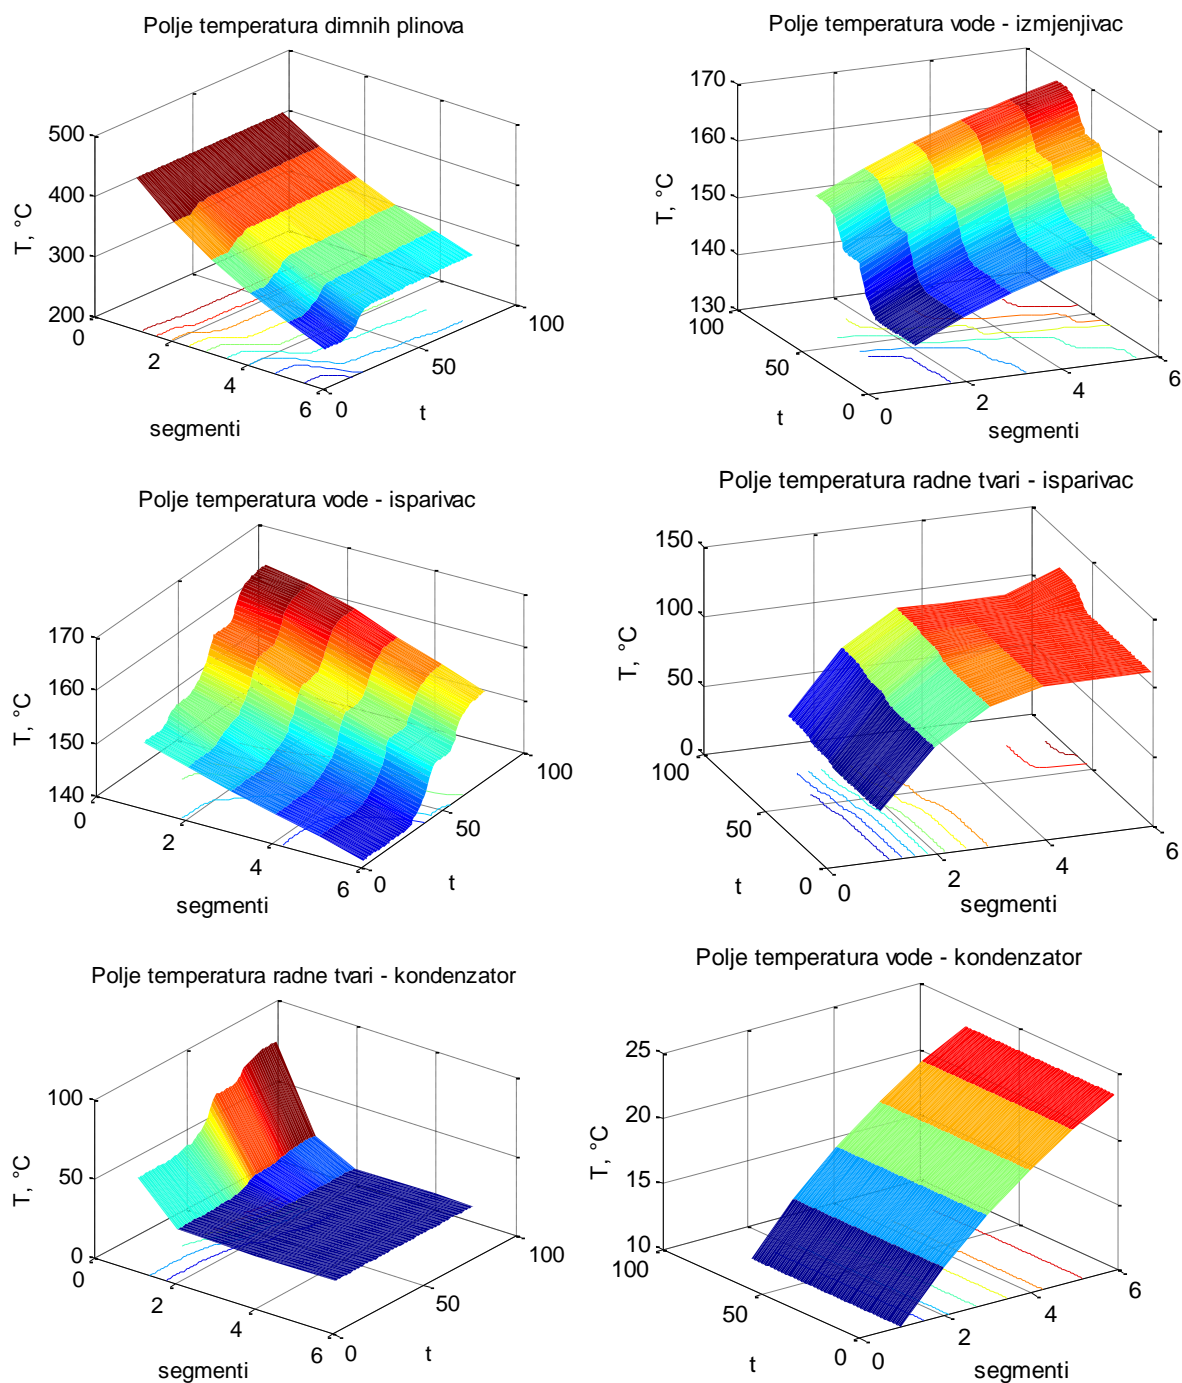 Polje temperatura dimnih plinova
500
400
300
200
0
2
4
6
0
50
100
T, °C
segmenti
t
Polje temperatura vode - izmjenjivac
170
160
150
140
130
100
50
0
0
2
4
6
T, °C
t
segmenti
Polje temperatura vode - isparivac
170
160
150
140
0
2
4
6
0
50
100
T, °C
segmenti
t
Polje temperatura radne tvari - isparivac
150
100
50
0
100
50
0
0
2
4
6
T, °C
t
segmenti
Polje temperatura radne tvari - kondenzator
100
50
0
0
2
4
6
0
50
100
T, °C
segmenti
t
Polje temperatura vode - kondenzator
25
20
15
10
100
50
0
0
2
4
6
T, °C
t
segmenti